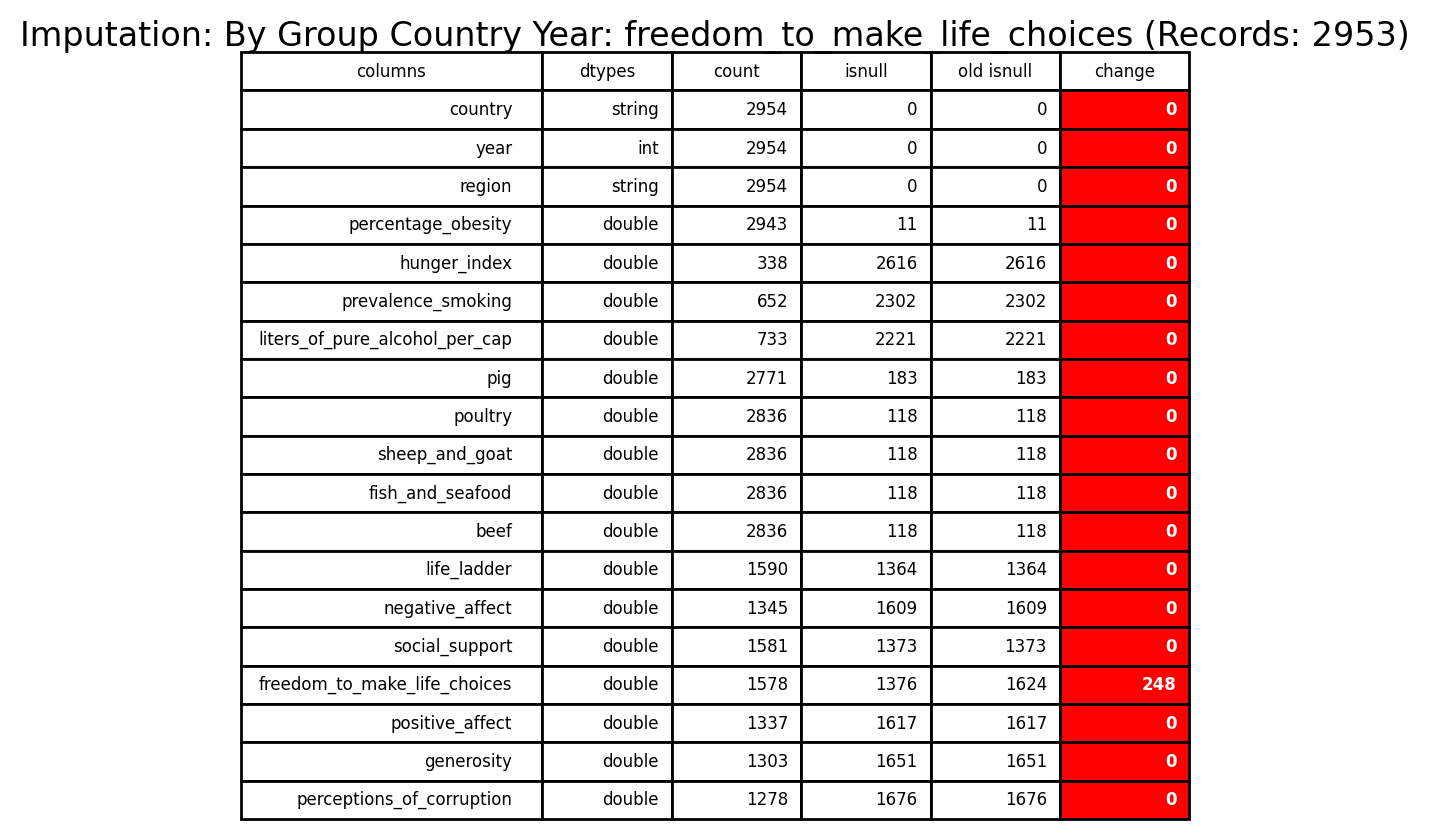 Imputation: By Group Country Year: freedom_to_make_life_choices (Records: 2953)
columns dtypes count isnull old isnull change
country string 2954 0 0 0
year int 2954 0 0 0
region string 2954 0 0 0
percentage_obesity double 2943 11 11 0
hunger_index double 338 2616 2616 0
prevalence_smoking double 652 2302 2302 0
liters_of_pure_alcohol_per_cap double 733 2221 2221 0
pig double 2771 183 183 0
poultry double 2836 118 118 0
sheep_and_goat double 2836 118 118 0
fish_and_seafood double 2836 118 118 0
beef double 2836 118 118 0
life_ladder double 1590 1364 1364 0
negative_affect double 1345 1609 1609 0
social_support double 1581 1373 1373 0
freedom_to_make_life_choices double 1578 1376 1624 248
positive_affect double 1337 1617 1617 0
generosity double 1303 1651 1651 0
perceptions_of_corruption double 1278 1676 1676 0